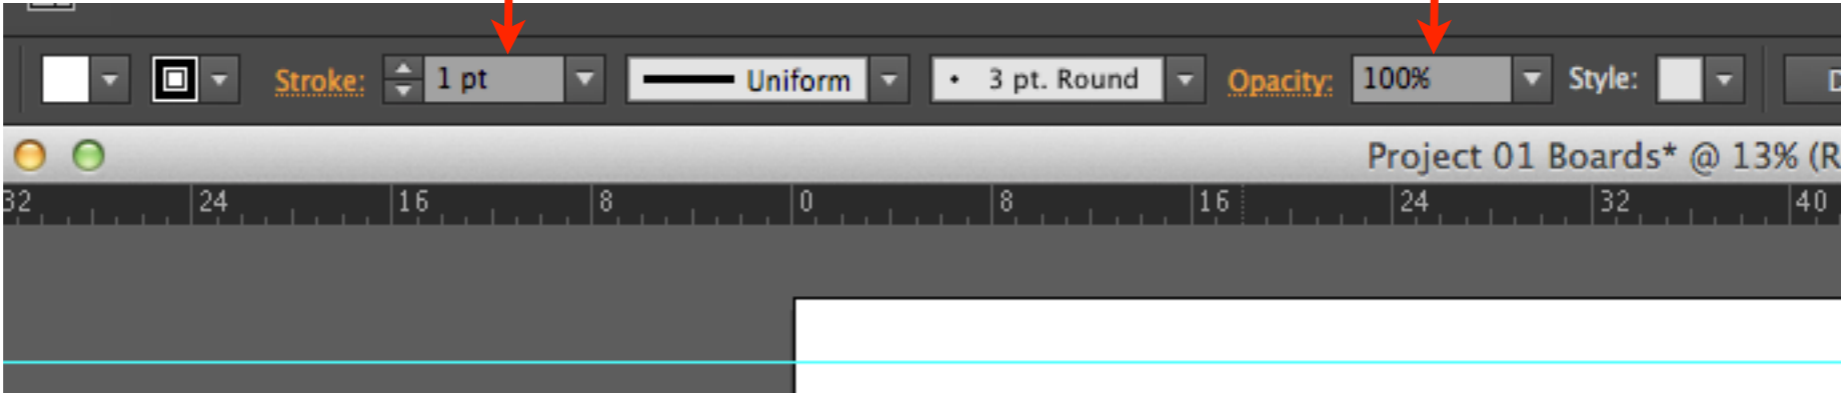 Stroke: 1 pt Uniform 3 pt. Round Opacity: 100% Style:
Project 01 Boards* @ 13% (R
32 24 16 8 0 8 16 24 32 40